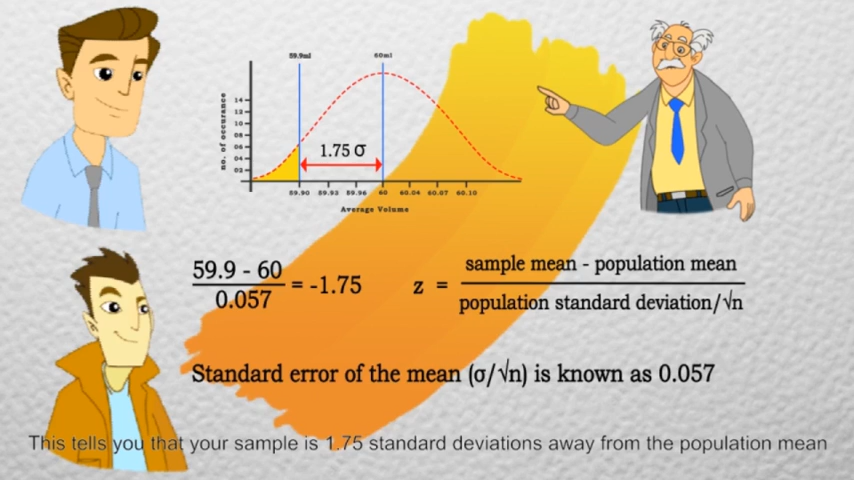 59.9ml 60ml
no. of occurance
14
12
10
08
06
04
02
1.75 σ
59.90 59.93 59.96 60 60.04 60.07 60.10
Average Volume
59.9 - 60
0.057
= -1.75
z =
sample mean - population mean
population standard deviation/√n
Standard error of the mean (σ/√n) is known as 0.057
This tells you that your sample is 1.75 standard deviations away from the population mean